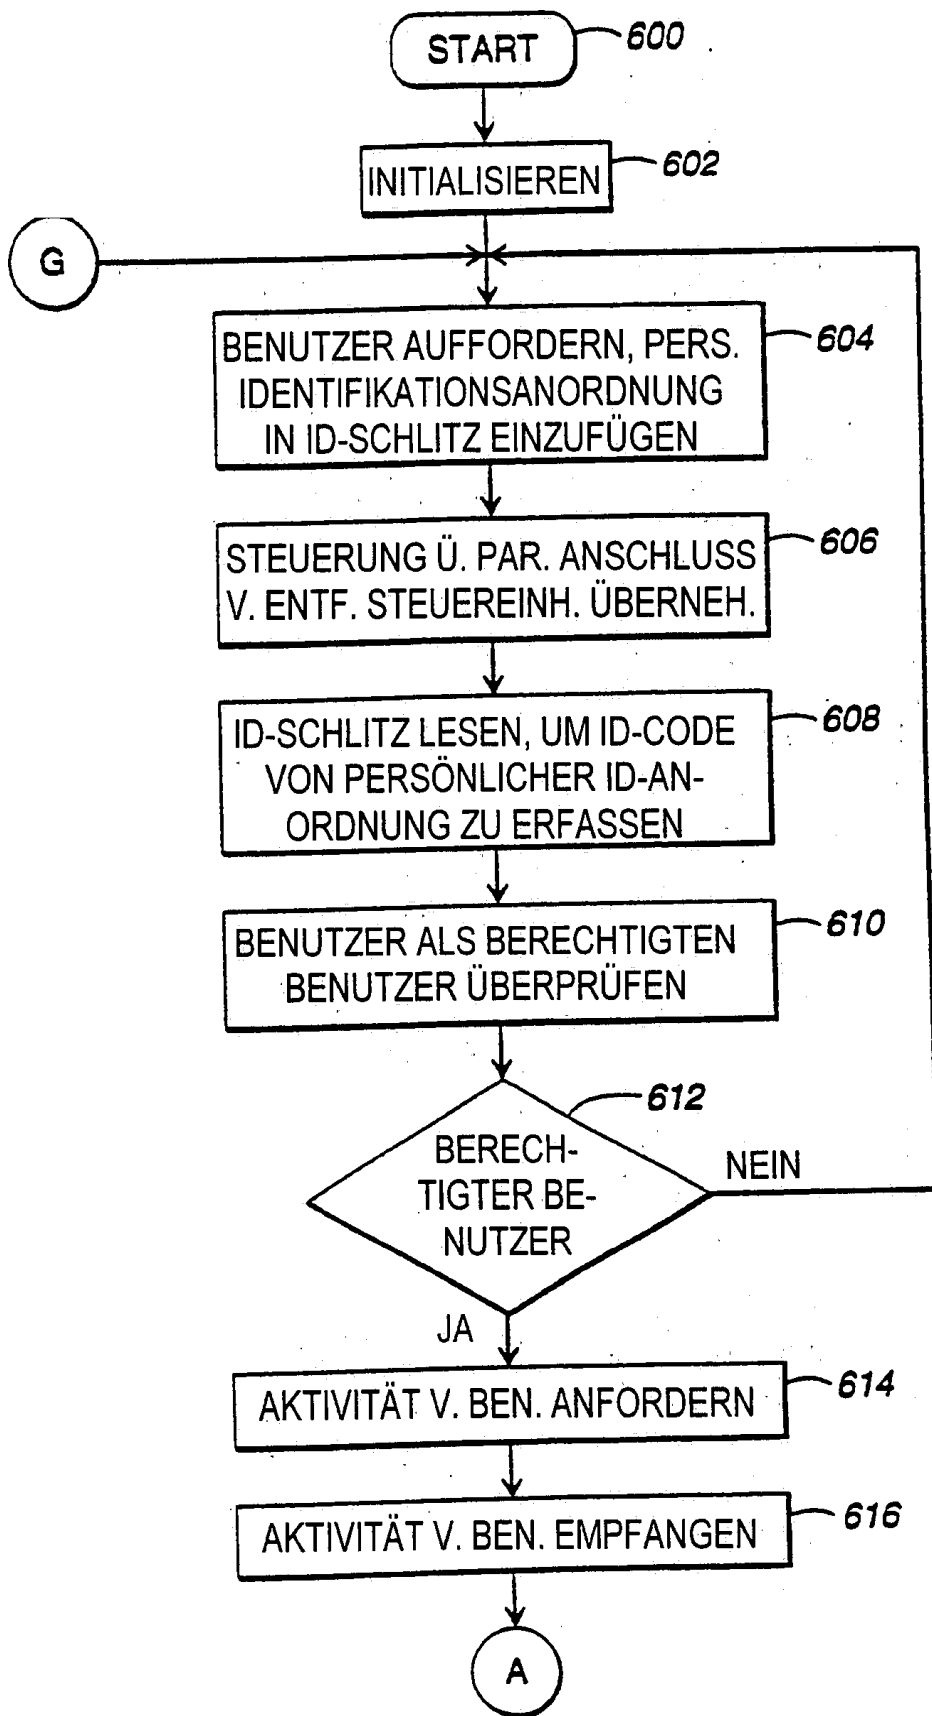 START
600
INITIALISIEREN
602
G
BENUTZER AUFFORDERN, PERS.
IDENTIFIKATIONSANORDNUNG
IN ID-SCHLITZ EINZUFÜGEN
604
STEUERUNG Ü. PAR. ANSCHLUSS
V. ENTF. STEUEREINH. ÜBERNEH.
606
ID-SCHLITZ LESEN, UM ID-CODE
VON PERSÖNLICHER ID-AN-
ORDNUNG ZU ERFASSEN
608
BENUTZER ALS BERECHTIGTEN
BENUTZER ÜBERPRÜFEN
610
612
BERECH-
TIGTER BE-
NUTZER
NEIN
JA
AKTIVITÄT V. BEN. ANFORDERN
614
AKTIVITÄT V. BEN. EMPFANGEN
616
A